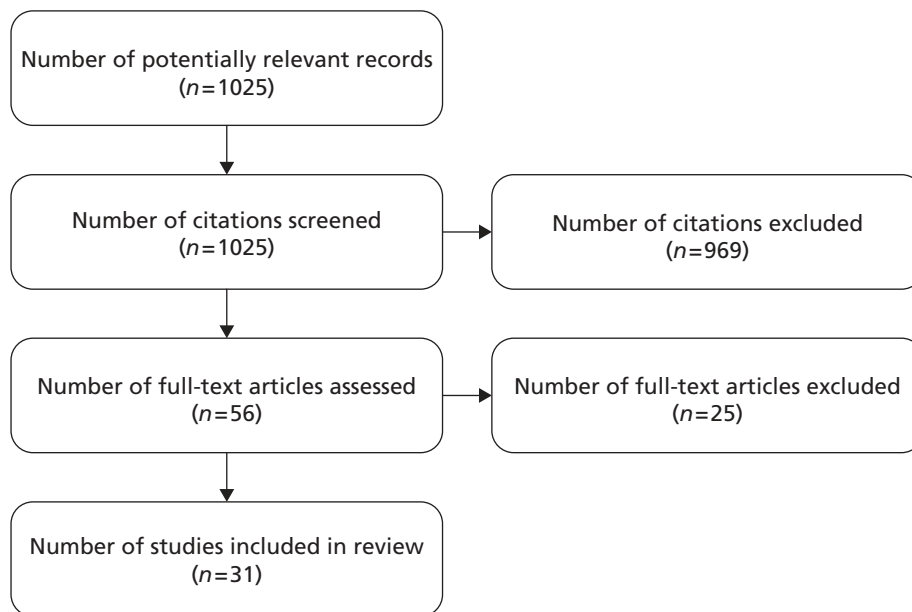 Number of potentially relevant records
(n=1025)
Number of citations screened
(n=1025)
Number of citations excluded
(n=969)
Number of full-text articles assessed
(n=56)
Number of full-text articles excluded
(n=25)
Number of studies included in review
(n=31)